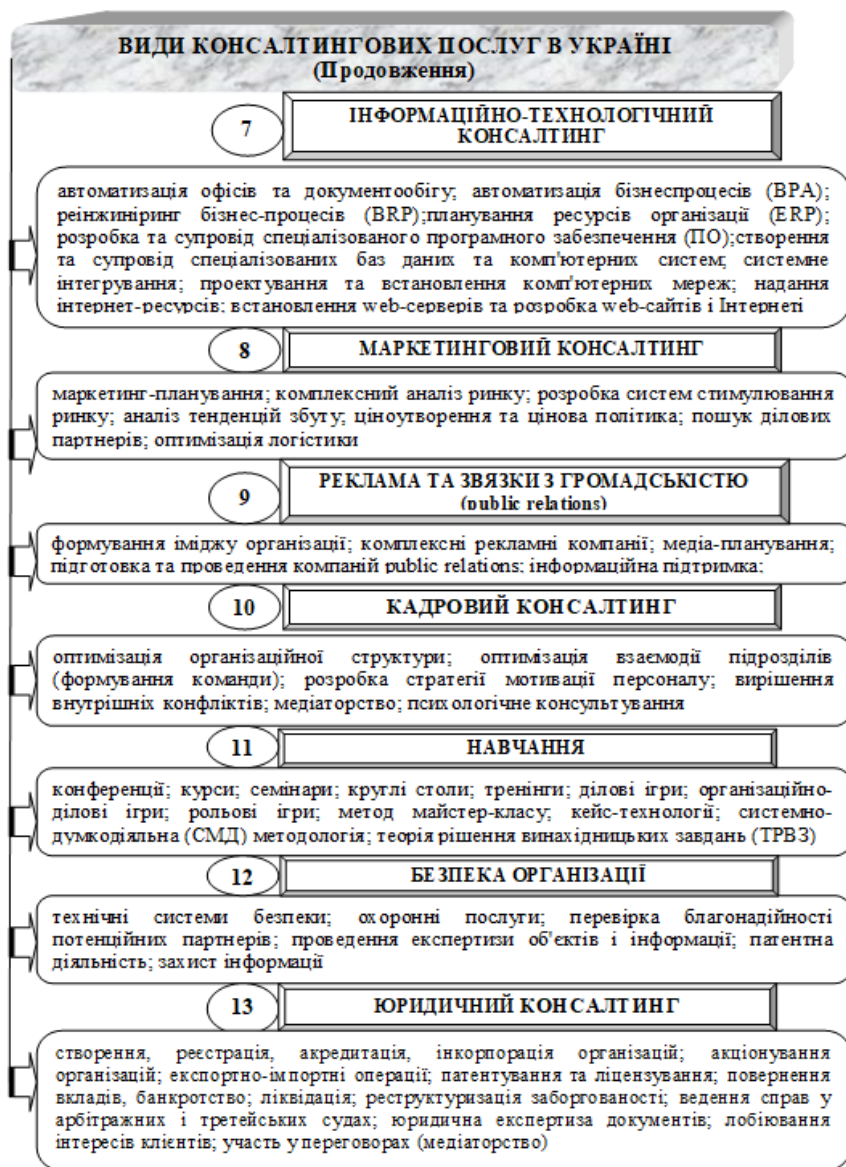 ВИДИ КОНСАЛТИНГОВИХ ПОСЛУГ В УКРАЇНІ
(Продовження)
7
ІНФОРМАЦІЙНО-ТЕХНОЛОГІЧНИЙ
КОНСАЛТИНГ
автоматизація офісів та документообігу; автоматизація бізнеспроцесів (BPA);
реінжиніринг бізнес-процесів (BRP);планування ресурсів організації (ERP);
розробка та супровід спеціалізованого програмного забезпечення (ПО);створення
та супровід спеціалізованих баз даних та комп'ютерних систем; системне
інтегрування; проектування та встановлення комп'ютерних мереж; надання
інтернет-ресурсів; встановлення web-серверів та розробка web-сайтів і Інтернеті
8
МАРКЕТИНГОВИЙ КОНСАЛТИНГ
маркетинг-планування; комплексний аналіз ринку; розробка систем стимулювання
ринку; аналіз тенденцій збуту; ціноутворення та цінова політика; пошук ділових
партнерів; оптимізація логістики
9
РЕКЛАМА ТА ЗВЯЗКИ З ГРОМАДСЬКІСТЮ
(public relations)
формування іміджу організації; комплексні рекламні компанії; медіа-планування;
підготовка та проведення компаній public relations; інформаційна підтримка;
10
КАДРОВИЙ КОНСАЛТИНГ
оптимізація організаційної структури; оптимізація взаємодії підрозділів
(формування команди); розробка стратегії мотивації персоналу; вирішення
внутрішніх конфліктів; медіаторство; психологічне консультування
11
НАВЧАННЯ
конференції; курси; семінари; круглі столи; тренінги; ділові ігри; організаційно-
ділові ігри; рольові ігри; метод майстер-класу; кейс-технології; системно-
думкодіяльна (СМД) методологія; теорія рішення винахідницьких завдань (ТРВЗ)
12
БЕЗПЕКА ОРГАНІЗАЦІЇ
технічні системи безпеки; охоронні послуги; перевірка благонадійності
потенційних партнерів; проведення експертизи об'єктів і інформації; патентна
діяльність; захист інформації
13
ЮРИДИЧНИЙ КОНСАЛТИНГ
створення, реєстрація, акредитація, інкорпорація організацій; акціонування
організацій; експортно-імпортні операції; патентування та ліцензування; повернення
вкладів, банкротство; ліквідація; реструктуризація заборгованості; ведення справ у
арбітражних і третейських судах; юридична експертиза документів; лобіювання
інтересів клієнтів; участь у переговорах (медіаторство)